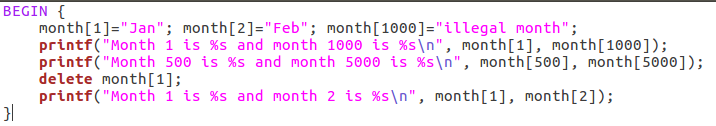 BEGIN {
    month[1]="Jan"; month[2]="Feb"; month[1000]="illegal month";
    printf("Month 1 is %s and month 1000 is %s\n", month[1], month[1000]);
    printf("Month 500 is %s and month 5000 is %s\n", month[500], month[5000]);
    delete month[1];
    printf("Month 1 is %s and month 2 is %s\n", month[1], month[2]);
}